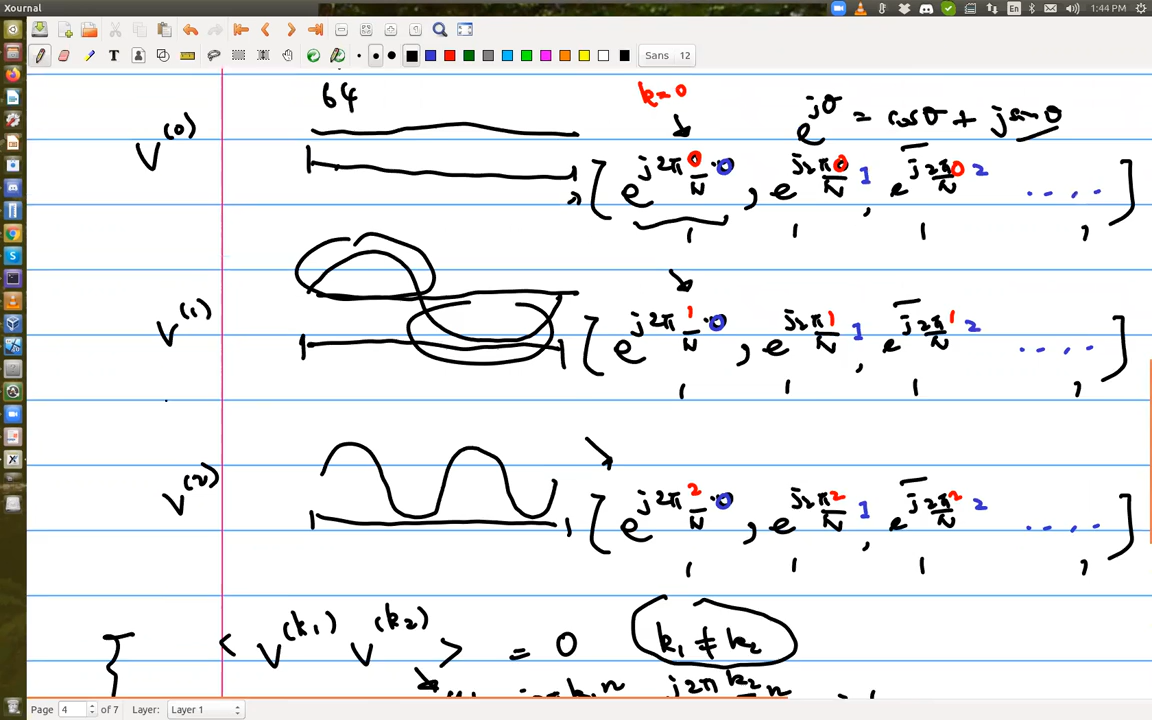 Xournal
En
1:44 PM
Sans 12
64
k=0
e^{jθ} = cosθ + j sinθ
V^{(0)} [ e^{j2π 0/N · 0} , e^{j2π 0/N 1} , e^{j2π 0/N 2} .... ]
1 1 1 1
V^{(1)} [ e^{j2π 1/N · 0} , e^{j2π 1/N 1} , e^{j2π 1/N 2} .... ]
1 1 1 1
V^{(2)} [ e^{j2π 2/N · 0} , e^{j2π 2/N 1} , e^{j2π 2/N 2} .... ]
1 1 1 1
< V^{(k₁)} V^{(k₂)} > = 0 k₁ ≠ k₂
Page 4 of 7 Layer: Layer 1